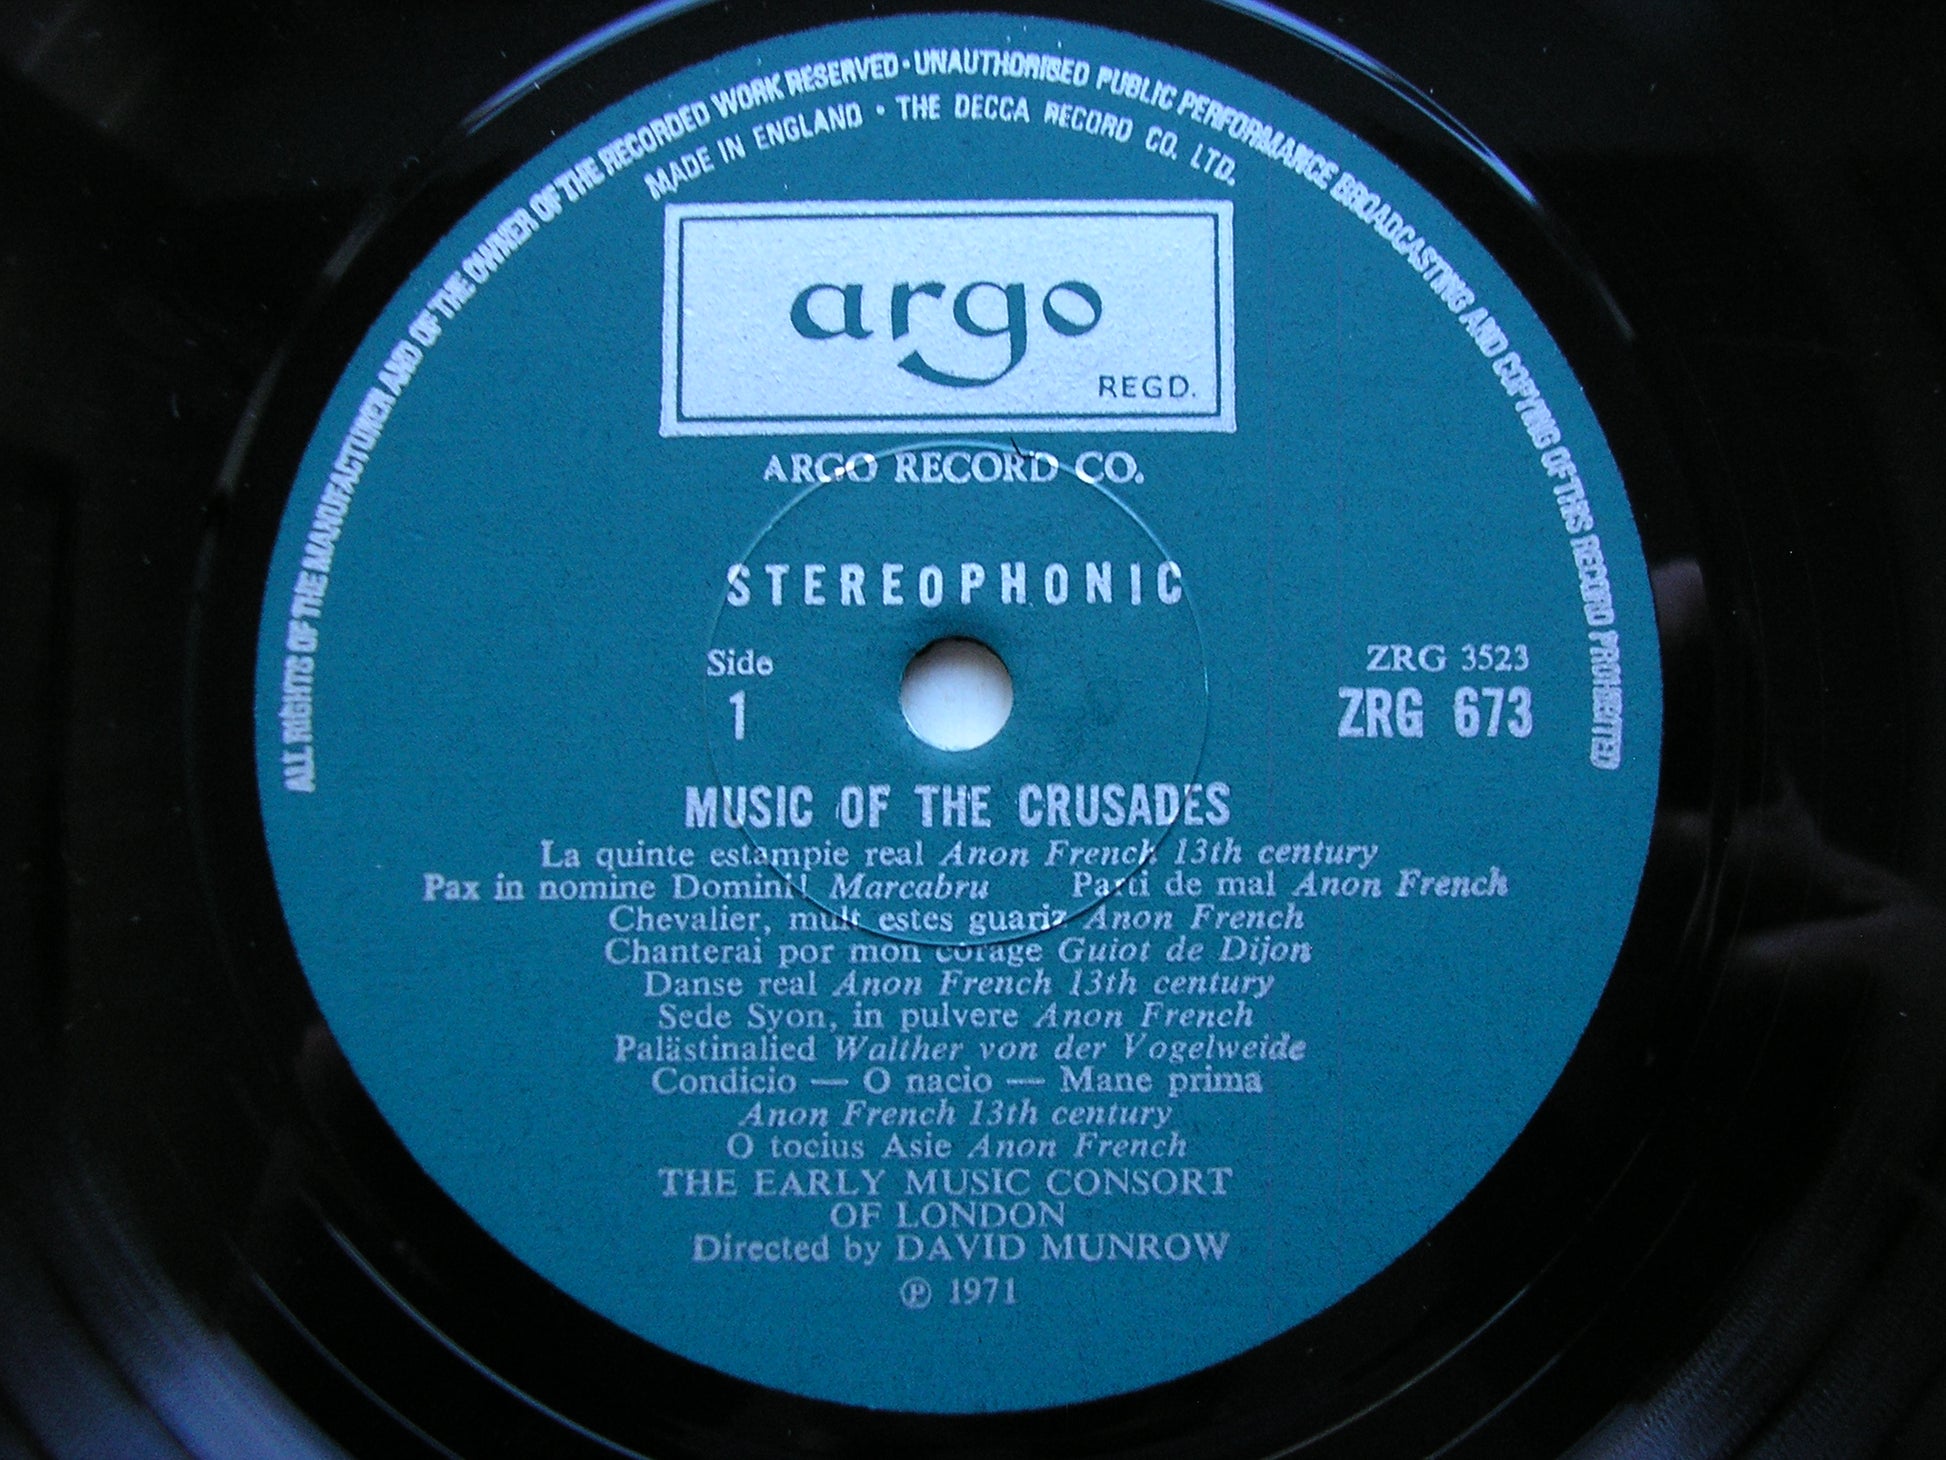 ALL RIGHTS OF THE MANUFACTURER AND OF THE OWNER OF THE RECORDED WORK RESERVED · UNAUTHORISED PUBLIC PERFORMANCE BROADCASTING AND COPYING OF THIS RECORD PROHIBITED
MADE IN ENGLAND · THE DECCA RECORD CO. LTD.
argo
REGD.
ARGO RECORD CO.
STEREOPHONIC
Side
1
ZRG 3523
ZRG 673
MUSIC OF THE CRUSADES
La quinte estampie real Anon French 13th century
Pax in nomine Domini! Marcabru Parti de mal Anon French
Chevalier, mult estes guariz Anon French
Chanterai por mon corage Guiot de Dijon
Danse real Anon French 13th century
Sede Syon, in pulvere Anon French
Palästinalied Walther von der Vogelweide
Condicio — O nacio — Mane prima
Anon French 13th century
O tocius Asie Anon French
THE EARLY MUSIC CONSORT
OF LONDON
Directed by DAVID MUNROW
℗ 1971